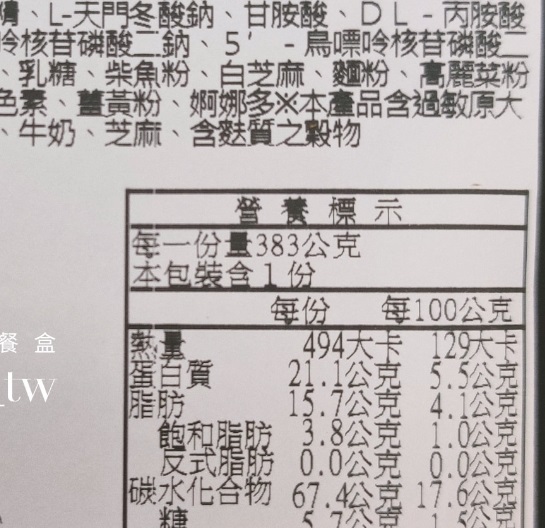 、L-天門冬酸鈉、甘胺酸、DL-丙胺酸
呤核苷磷酸二鈉、5'-鳥嘌呤核苷磷酸二
、乳糖、柴魚粉、白芝麻、麵粉、高麗菜粉
色素、薑黃粉、婀娜多※本產品含過敏原大
、牛奶、芝麻、含麩質之穀物
營養標示
每一份量383公克
本包裝含1份
每份 每100公克
熱量 494大卡 129大卡
蛋白質 21.1公克 5.5公克
脂肪 15.7公克 4.1公克
飽和脂肪 3.8公克 1.0公克
反式脂肪 0.0公克 0.0公克
碳水化合物 67.4公克 17.6公克
糖 5.7公克
餐盒
_tw